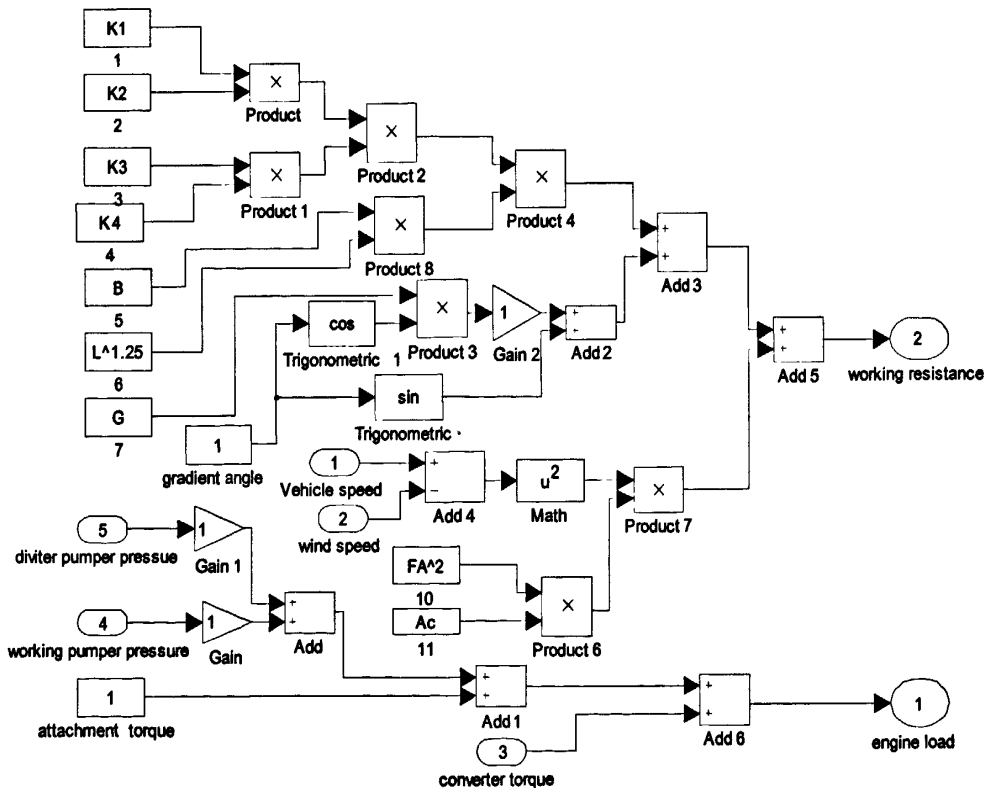 K1
1
K2
2
K3
3
K4
4
B
5
L^1.25
6
G
7
×
Product
×
Product 1
×
Product 2
×
Product 8
×
Product 4
cos
Trigonometric 1
×
Product 3
1
Gain 2
+
+
Add 2
+
+
Add 3
sin
Trigonometric
1
gradient angle
1
Vehicle speed
2
wind speed
+
−
Add 4
u^2
Math
×
Product 7
+
+
Add 5
2
working resistance
FA^2
10
Ac
11
×
Product 6
5
diviter pumper pressue
1
Gain 1
4
working pumper pressure
1
Gain
+
+
Add
1
attachment torque
+
+
Add 1
3
converter torque
+
+
Add 6
1
engine load